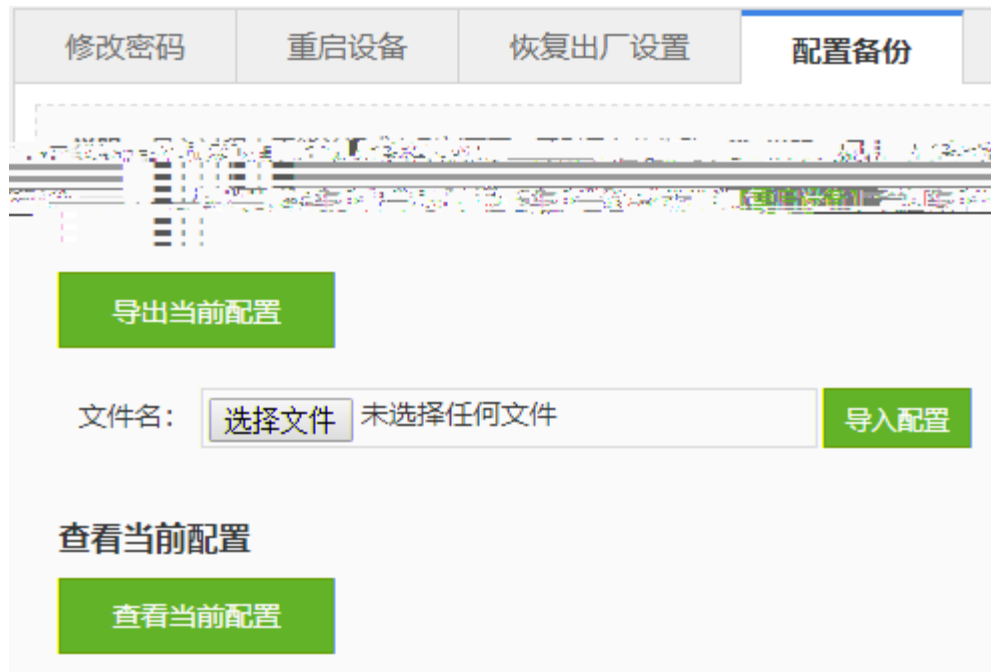 修改密码 重启设备 恢复出厂设置 配置备份
导出当前配置
文件名： 选择文件 未选择任何文件 导入配置
查看当前配置
查看当前配置